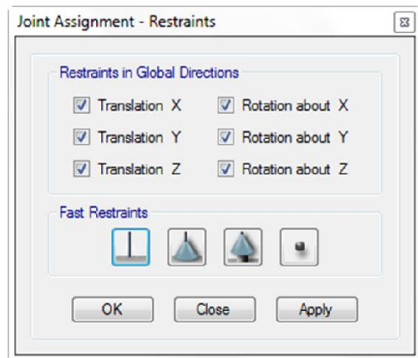 Joint Assignment - Restraints
Restraints in Global Directions
Translation X Rotation about X
Translation Y Rotation about Y
Translation Z Rotation about Z
Fast Restraints
OK Close Apply